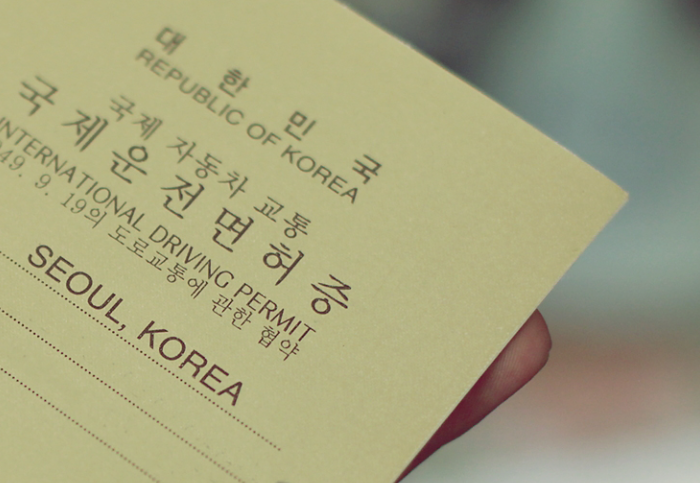 대 한 민 국
REPUBLIC OF KOREA
국제 자동차 교통
국 제 운 전 면 허 증
INTERNATIONAL DRIVING PERMIT
49. 9. 19의 도로교통에 관한 협약
SEOUL, KOREA